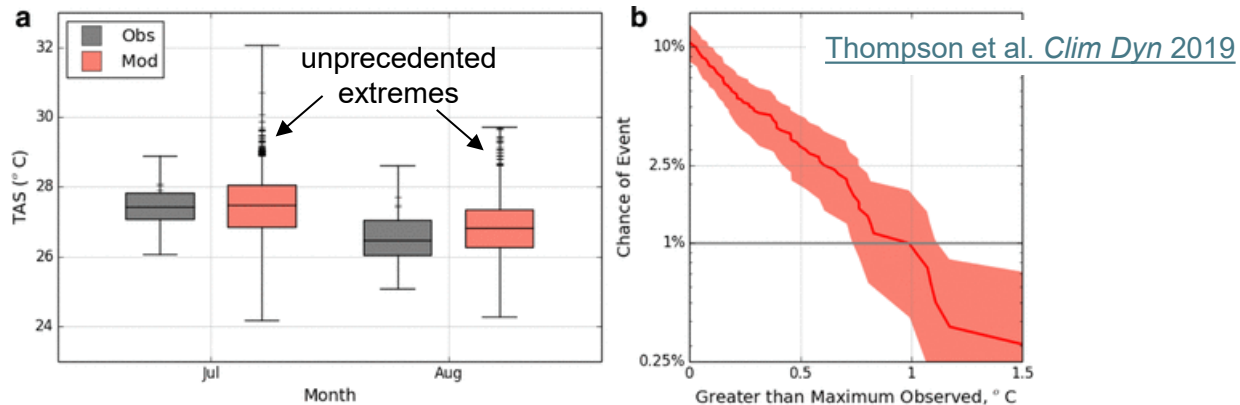 a
Obs
Mod
unprecedented
extremes
32
30
28
26
24
TAS (° C)
Jul
Aug
Month
b
Thompson et al. Clim Dyn 2019
10%
2.5%
1%
0.25%
Chance of Event
0
0.5
1
1.5
Greater than Maximum Observed, ° C